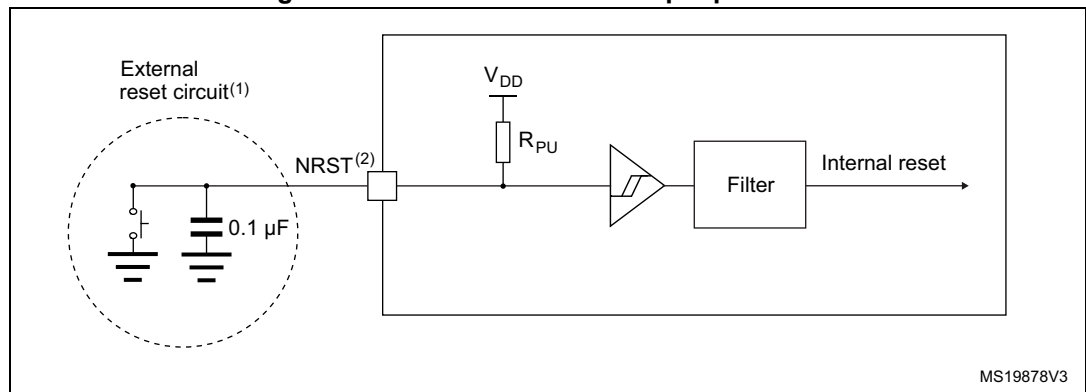 External
reset circuit(1)
VDD
RPU
NRST(2)
0.1 µF
Filter
Internal reset
MS19878V3